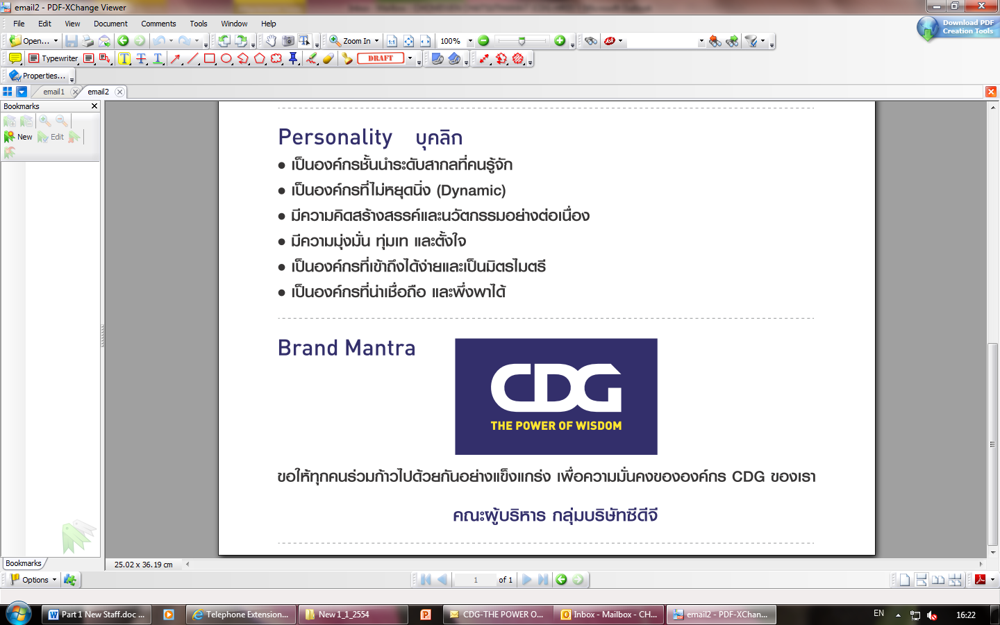 email2 - PDF-XChange Viewer
File Edit View Document Comments Tools Window Help
Download PDF
Creation Tools
Open... Zoom In 100%
Typewriter DRAFT
Properties...
email1 email2
Bookmarks
New Edit
Personality บุคลิก
• เป็นองค์กรชั้นนำระดับสากลที่คนรู้จัก
• เป็นองค์กรที่ไม่หยุดนิ่ง (Dynamic)
• มีความคิดสร้างสรรค์และนวัตกรรมอย่างต่อเนื่อง
• มีความมุ่งมั่น ทุ่มเท และตั้งใจ
• เป็นองค์กรที่เข้าถึงได้ง่ายและเป็นมิตรไมตรี
• เป็นองค์กรที่น่าเชื่อถือ และพึ่งพาได้
Brand Mantra
CDG
THE POWER OF WISDOM
ขอให้ทุกคนร่วมก้าวไปด้วยกันอย่างแข็งแกร่ง เพื่อความมั่นคงขององค์กร CDG ของเรา
คณะผู้บริหาร กลุ่มบริษัทซีดีจี
Bookmarks
25.02 x 36.19 cm
Options 1 of 1
Part 1 New Staff.doc ... Telephone Extension... New 1_1_2554 CDG-THE POWER O... Inbox - Mailbox - CH... email2 - PDF-XChan... EN 16:22